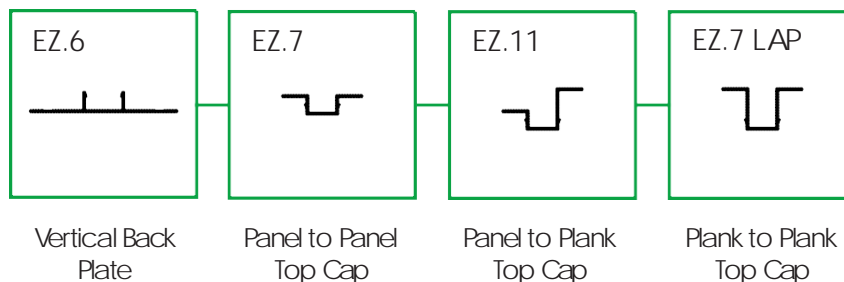 EZ.6
EZ.7
EZ.11
EZ.7 LAP
Vertical Back
Plate
Panel to Panel
Top Cap
Panel to Plank
Top Cap
Plank to Plank
Top Cap